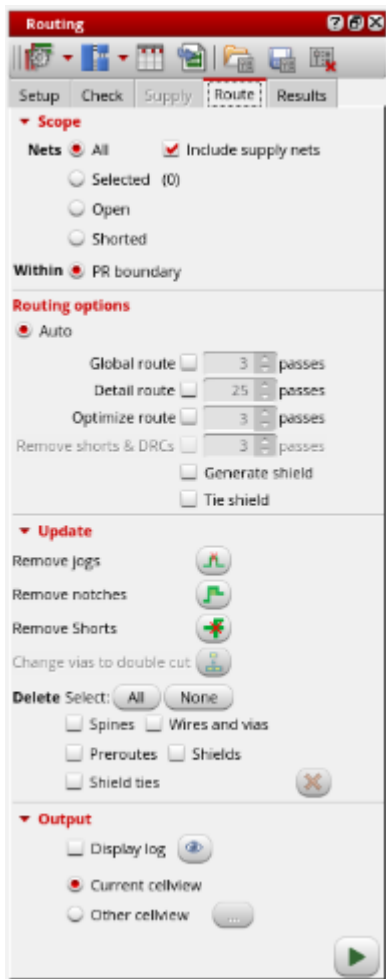 Routing
Setup Check Supply Route Results
Scope
Nets All Include supply nets
Selected (0)
Open
Shorted
Within PR boundary
Routing options
Auto
Global route 3 passes
Detail route 25 passes
Optimize route 3 passes
Remove shorts & DRCs 3 passes
Generate shield
Tie shield
Update
Remove jogs
Remove notches
Remove Shorts
Change vias to double cut
Delete Select: All None
Spines Wires and vias
Preroutes Shields
Shield ties
Output
Display log
Current cellview
Other cellview ...